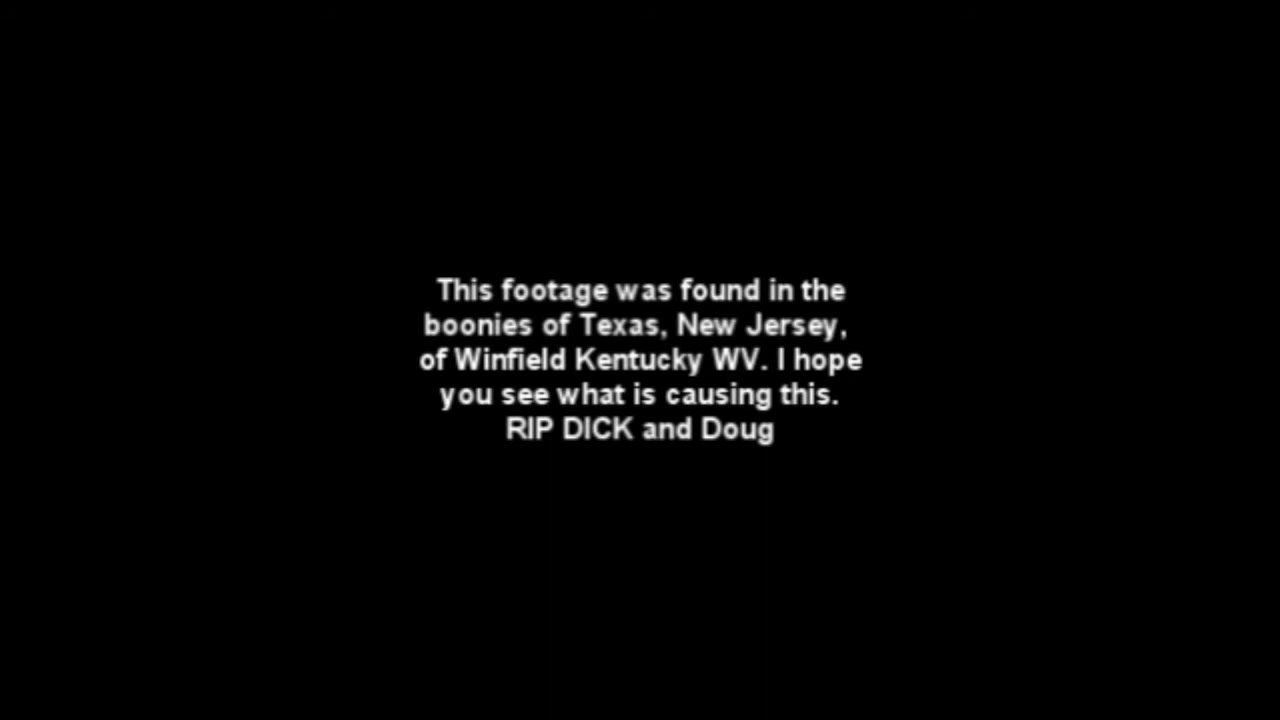 This footage was found in the
boonies of Texas, New Jersey,
of Winfield Kentucky WV. I hope
you see what is causing this.
RIP DICK and Doug